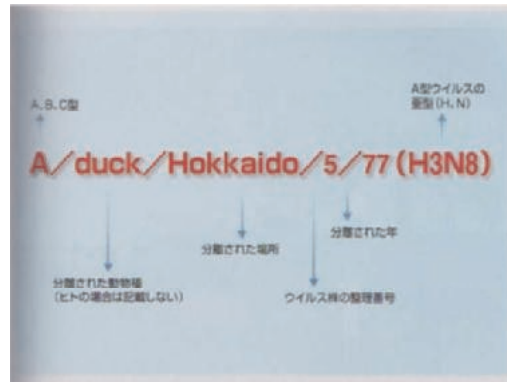 A型ウイルスの
亜型(H、N)
A、B、C型
A/duck/Hokkaido/5/77(H3N8)
分離された年
分離された場所
分離された動物種
(ヒトの場合は記載しない)
ウイルス株の整理番号